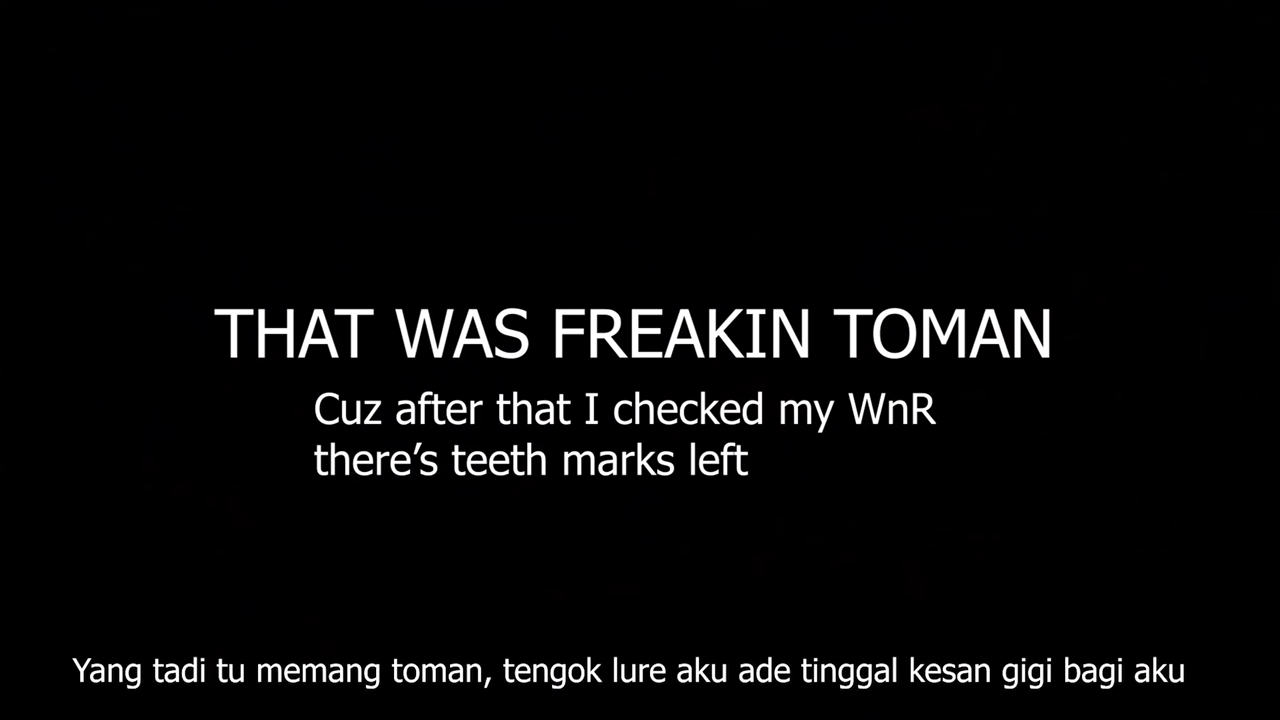 THAT WAS FREAKIN TOMAN
Cuz after that I checked my WnR
there’s teeth marks left
Yang tadi tu memang toman, tengok lure aku ade tinggal kesan gigi bagi aku